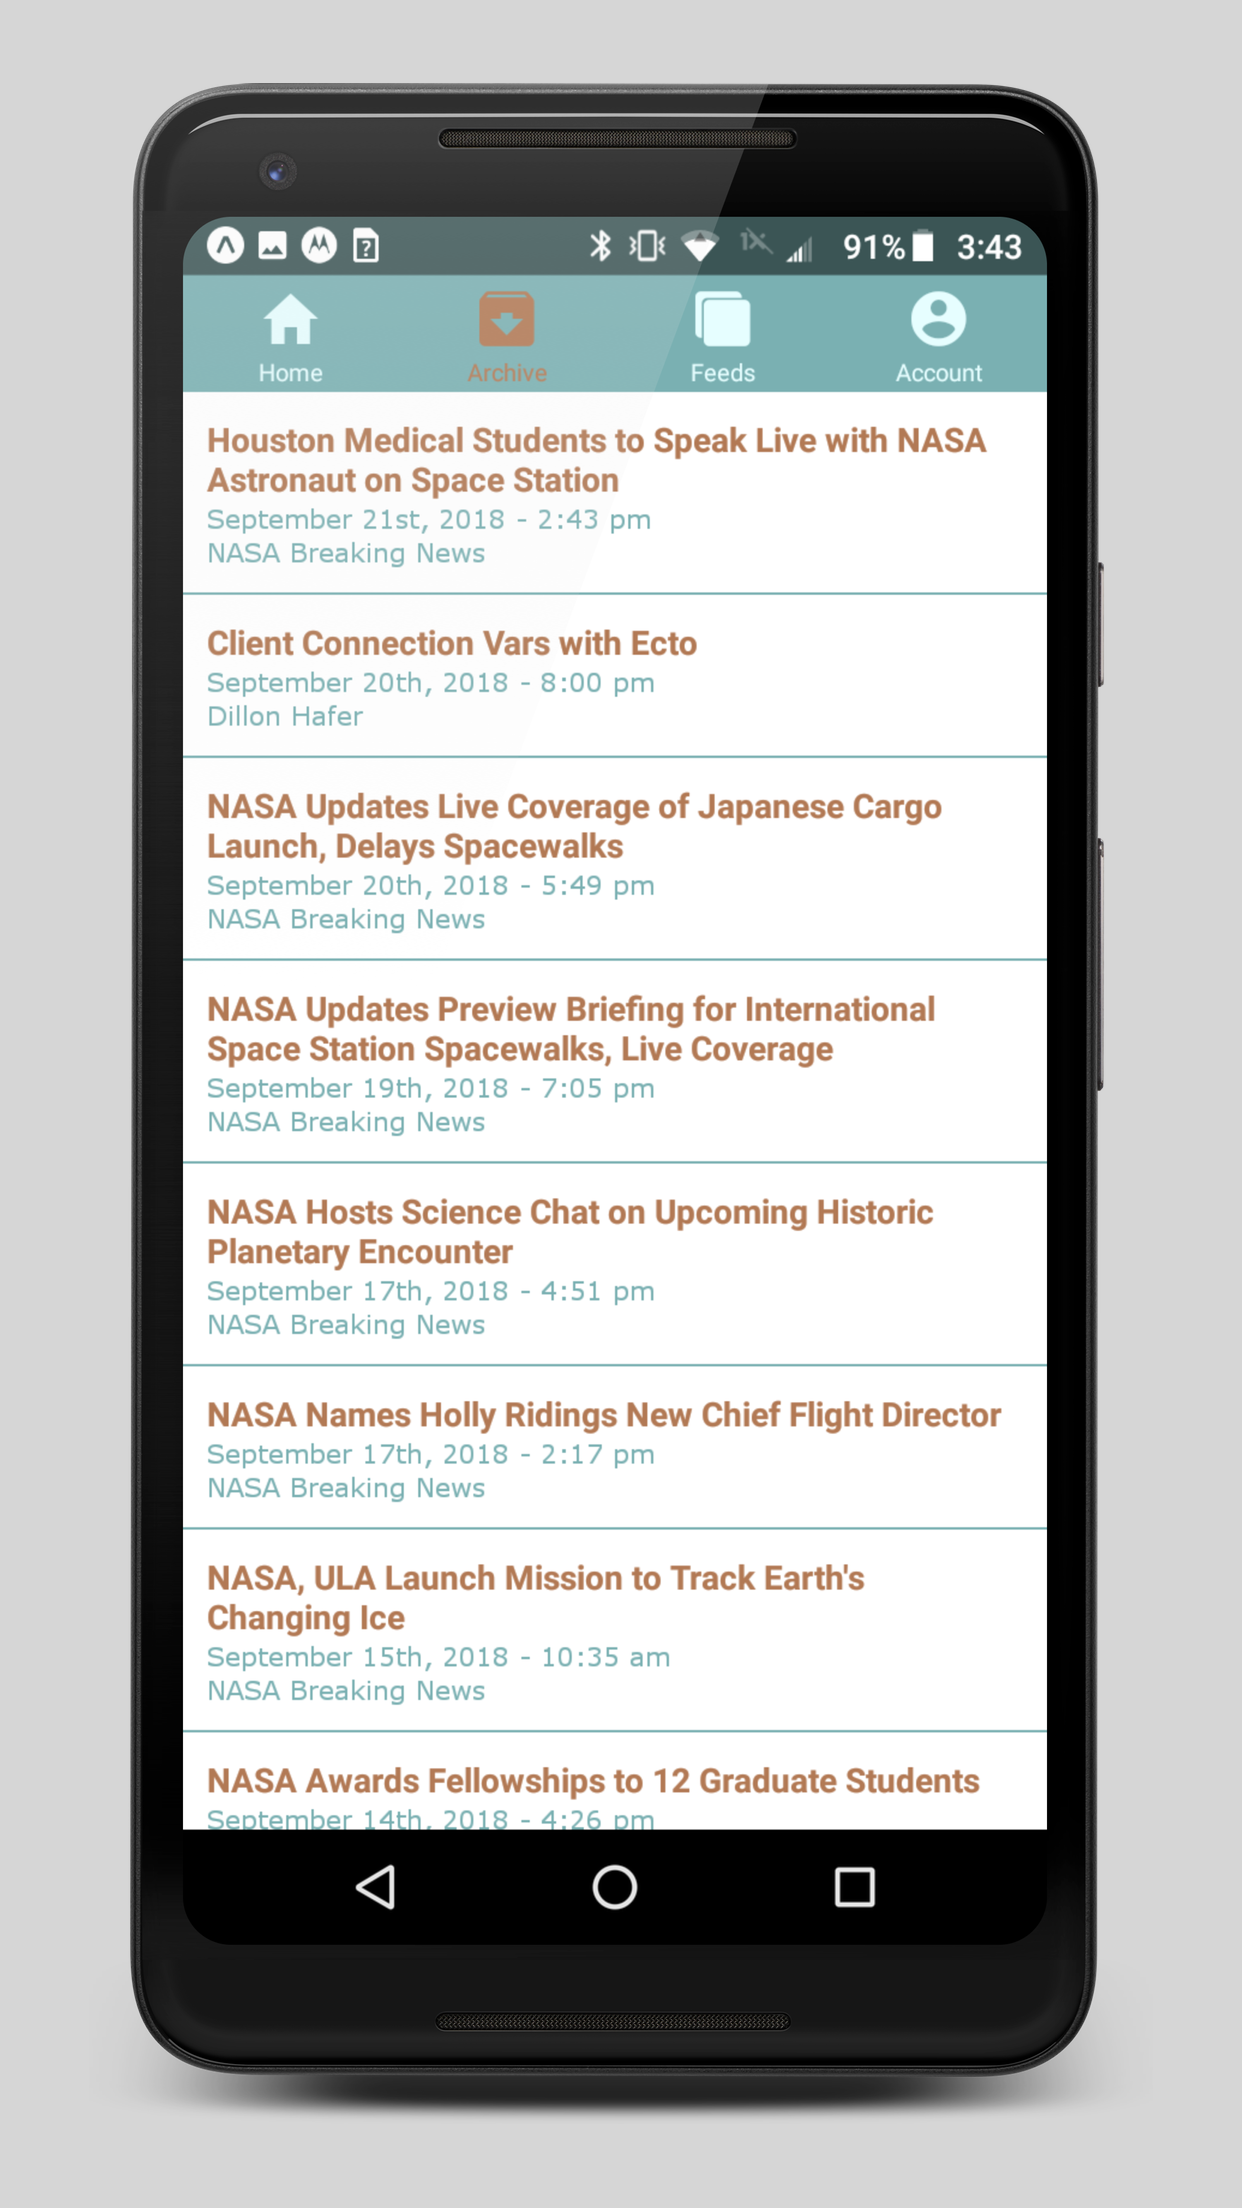 91% 3:43
Home Archive Feeds Account
Houston Medical Students to Speak Live with NASA
Astronaut on Space Station
September 21st, 2018 - 2:43 pm
NASA Breaking News
Client Connection Vars with Ecto
September 20th, 2018 - 8:00 pm
Dillon Hafer
NASA Updates Live Coverage of Japanese Cargo
Launch, Delays Spacewalks
September 20th, 2018 - 5:49 pm
NASA Breaking News
NASA Updates Preview Briefing for International
Space Station Spacewalks, Live Coverage
September 19th, 2018 - 7:05 pm
NASA Breaking News
NASA Hosts Science Chat on Upcoming Historic
Planetary Encounter
September 17th, 2018 - 4:51 pm
NASA Breaking News
NASA Names Holly Ridings New Chief Flight Director
September 17th, 2018 - 2:17 pm
NASA Breaking News
NASA, ULA Launch Mission to Track Earth's
Changing Ice
September 15th, 2018 - 10:35 am
NASA Breaking News
NASA Awards Fellowships to 12 Graduate Students
September 14th, 2018 - 4:26 pm